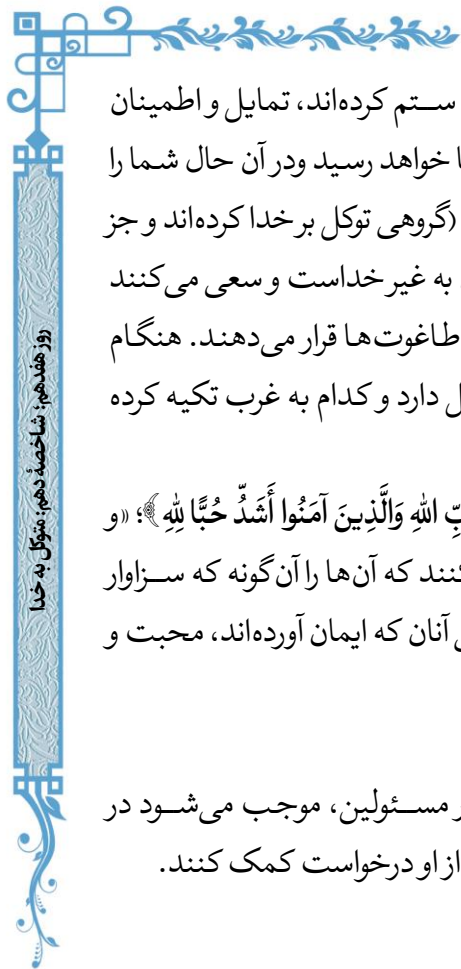 ستم کرده‌اند، تمایل و اطمینان
ا خواهد رسید ودر آن حال شما را
(گروهی توکل بر خدا کرده‌اند و جز
به غیر خداست و سعی می‌کنند
طاغوت‌ها قرار می‌دهند. هنگام
ل دارد و کدام به غرب تکیه کرده
بِّ اللهِ وَالَّذِينَ آمَنُوا أَشَدُّ حُبًّا لِلهِ﴾؛ «و
کنند که آن‌ها را آن‌گونه که سزاوار
ی آنان که ایمان آورده‌اند، محبت و
ر مسئولین، موجب می‌شود در
از او درخواست کمک کنند.
روز هفدهم؛ شاخصهٔ دهم: متوکل به خدا